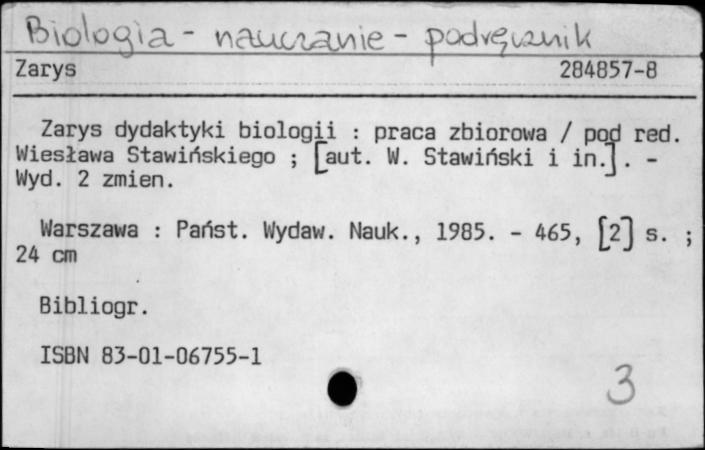 Biologia - nauczanie - podręcznik
Zarys 284857-8
Zarys dydaktyki biologii : praca zbiorowa / pod red.
Wiesława Stawińskiego ; [aut. W. Stawiński i in.]. -
Wyd. 2 zmien.
Warszawa : Państ. Wydaw. Nauk., 1985. - 465, [2] s. ;
24 cm
Bibliogr.
ISBN 83-01-06755-1
3